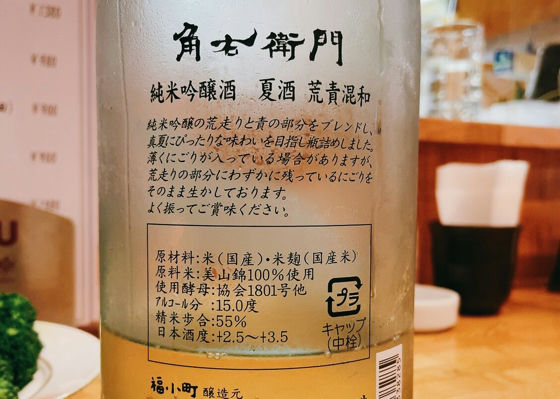 角右衛門
純米吟醸酒 夏酒 荒責混和
純米吟醸の荒走りと責の部分をブレンドし、
真夏にぴったりな味わいを目指し瓶詰めしました。
薄くにごりが入っている場合がありますが、
荒走りの部分にわずかに残っているにごりを
そのまま生かしております。
よく振ってご賞味ください。
原材料:米(国産)・米麹(国産米)
原料米:美山錦100%使用
使用酵母:協会1801号他
アルコール分:15.0度
精米歩合:55%
日本酒度:+2.5〜+3.5
プラ
キャップ
(中栓)
福小町 醸造元